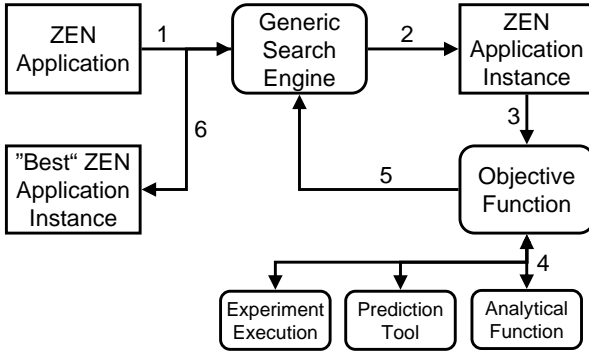 ZEN
Application
1
Generic
Search
Engine
2
ZEN
Application
Instance
3
6
”Best“ ZEN
Application
Instance
5
Objective
Function
4
Experiment
Execution
Prediction
Tool
Analytical
Function